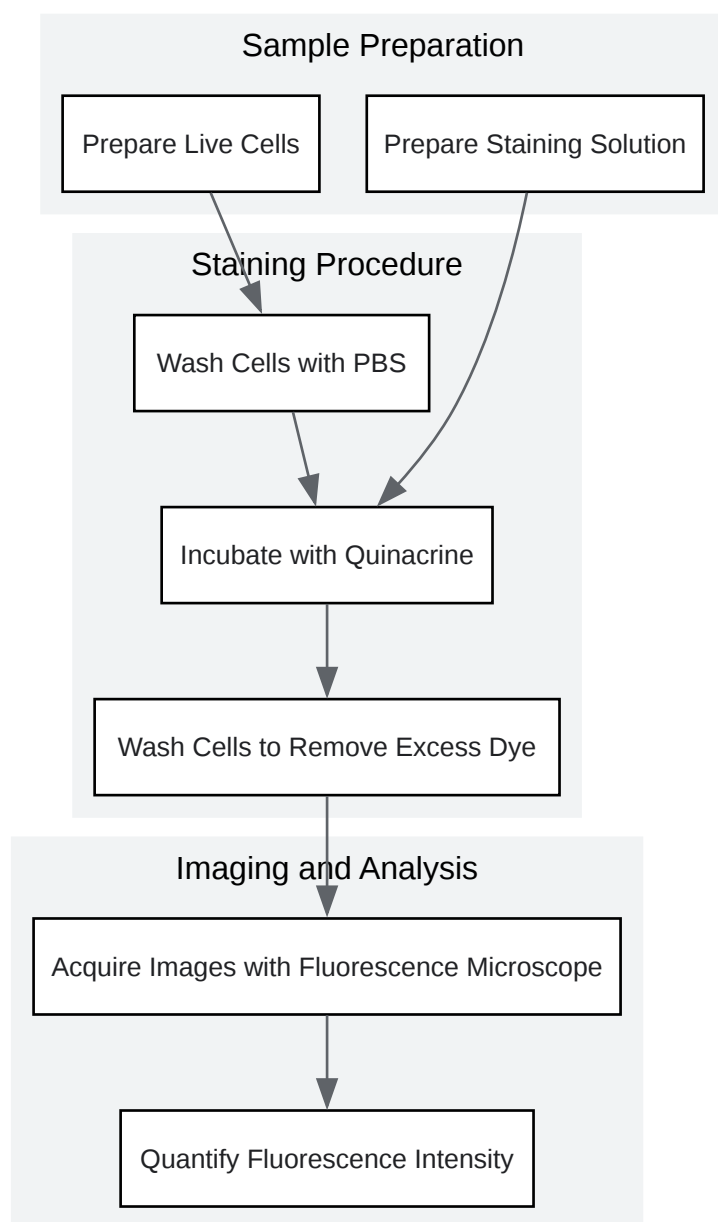 Sample Preparation
Prepare Live Cells
Prepare Staining Solution
Staining Procedure
Wash Cells with PBS
Incubate with Quinacrine
Wash Cells to Remove Excess Dye
Imaging and Analysis
Acquire Images with Fluorescence Microscope
Quantify Fluorescence Intensity